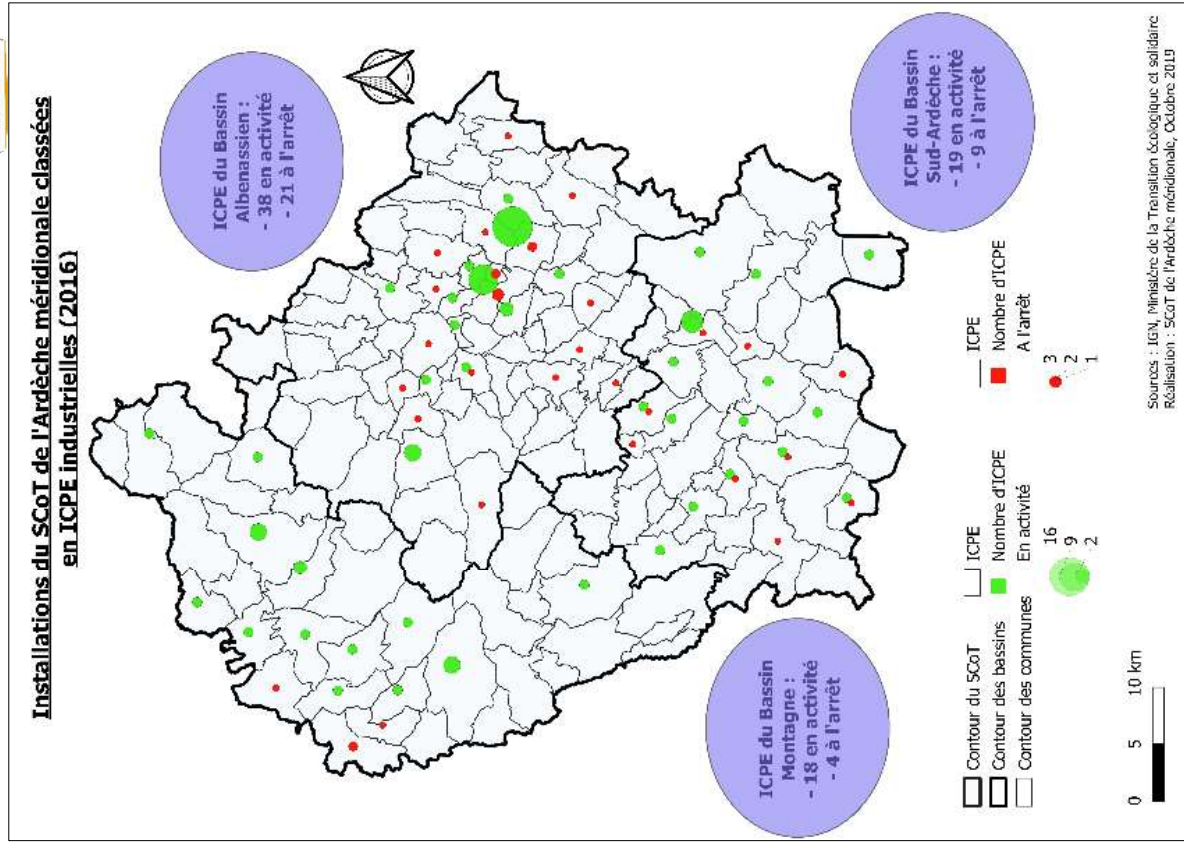 Installations du SCoT de l'Ardèche méridionale classées
en ICPE industrielles (2016)
ICPE du Bassin
Albenassien :
- 38 en activité
- 21 à l'arrêt
ICPE du Bassin
Montagne :
- 18 en activité
- 4 à l'arrêt
ICPE du Bassin
Sud-Ardèche :
- 19 en activité
- 9 à l'arrêt
Contour du SCoT
Contour des bassins
Contour des communes
ICPE
Nombre d'ICPE
En activité
16
9
2
ICPE
Nombre d'ICPE
A l'arrêt
3
2
1
0 5 10 km
Sources : IGN, Ministère de la Transition écologique et solidaire
Réalisation : SCoT de l'Ardèche méridionale, Octobre 2019